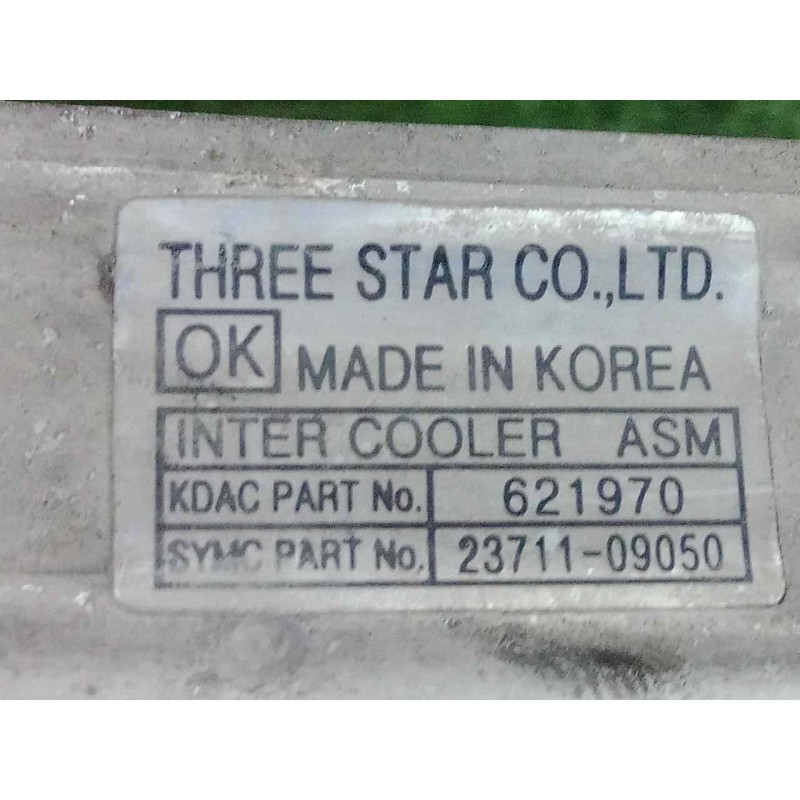 THREE STAR CO.,LTD.
OK MADE IN KOREA
INTER COOLER ASM
KDAC PART No. 621970
SYMC PART No. 23711-09050